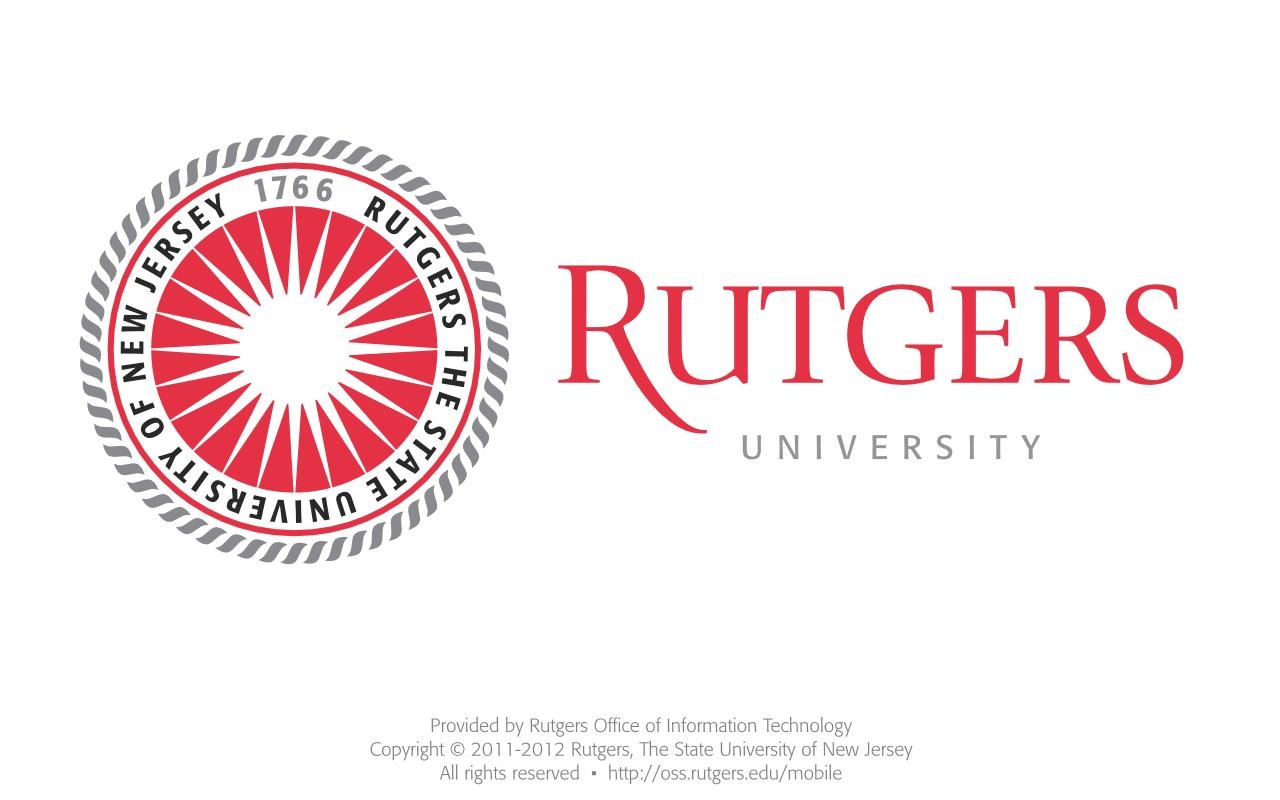 1766
RUTGERS THE STATE UNIVERSITY OF NEW JERSEY
RUTGERS
UNIVERSITY
Provided by Rutgers Office of Information Technology
Copyright © 2011-2012 Rutgers, The State University of New Jersey
All rights reserved ▪ http://oss.rutgers.edu/mobile